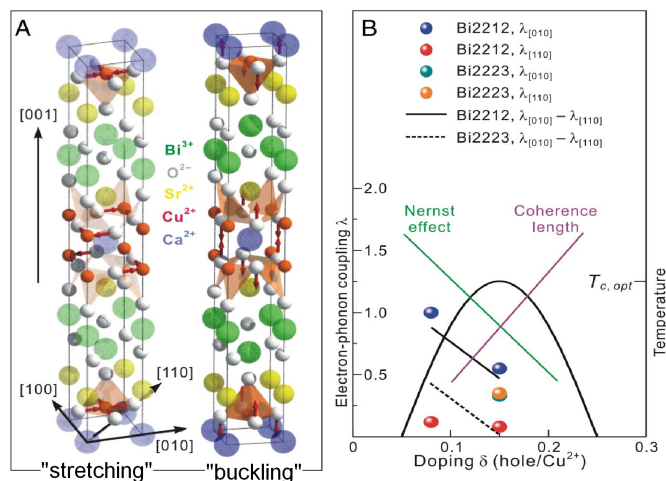 A
[001]
Bi3+
O2−
Sr2+
Cu2+
Ca2+
[100]
[110]
[010]
"stretching"
"buckling"
B
Bi2212, λ[010]
Bi2212, λ[110]
Bi2223, λ[010]
Bi2223, λ[110]
Bi2212, λ[010] − λ[110]
Bi2223, λ[010] − λ[110]
Electron-phonon coupling λ
2.0
1.5
1.0
0.5
Nernst
effect
Coherence
length
Tc, opt
Temperature
0.1
0.2
0.3
Doping δ (hole/Cu2+)